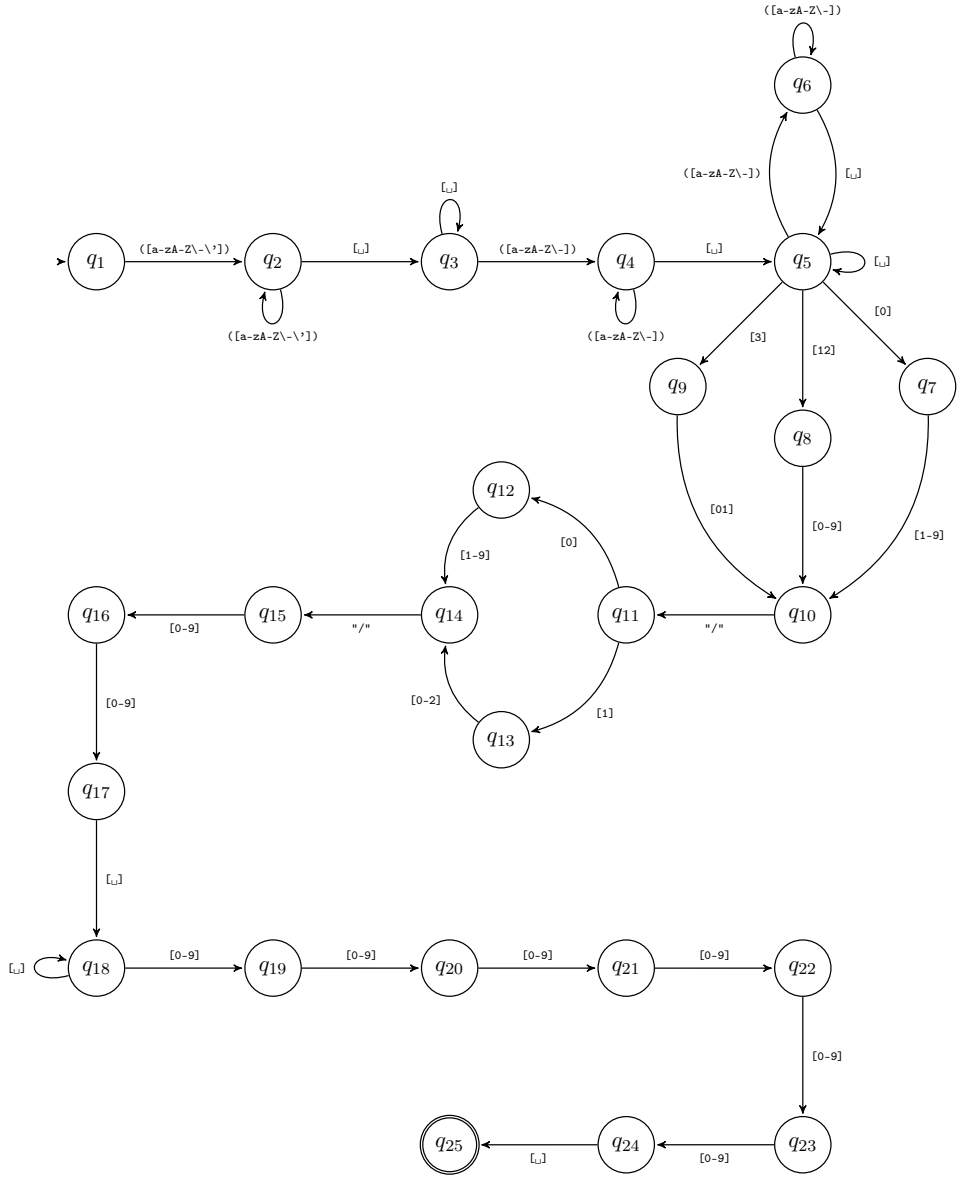 ([a-zA-Z\-])
q6
([a-zA-Z\-]) [␣]
[␣]
q1 ([a-zA-Z\-\']) q2 [␣] q3 ([a-zA-Z\-]) q4 [␣] q5 [␣]
([a-zA-Z\-\']) ([a-zA-Z\-])
[3] [12] [0]
q9 q8 q7
[01] [0-9] [1-9]
q12
[1-9] [0]
q16 [0-9] q15 "/" q14 q11 "/" q10
[0-9] [0-2] [1]
q13
q17
[␣]
[␣] q18 [0-9] q19 [0-9] q20 [0-9] q21 [0-9] q22
[0-9]
q25 [␣] q24 [0-9] q23